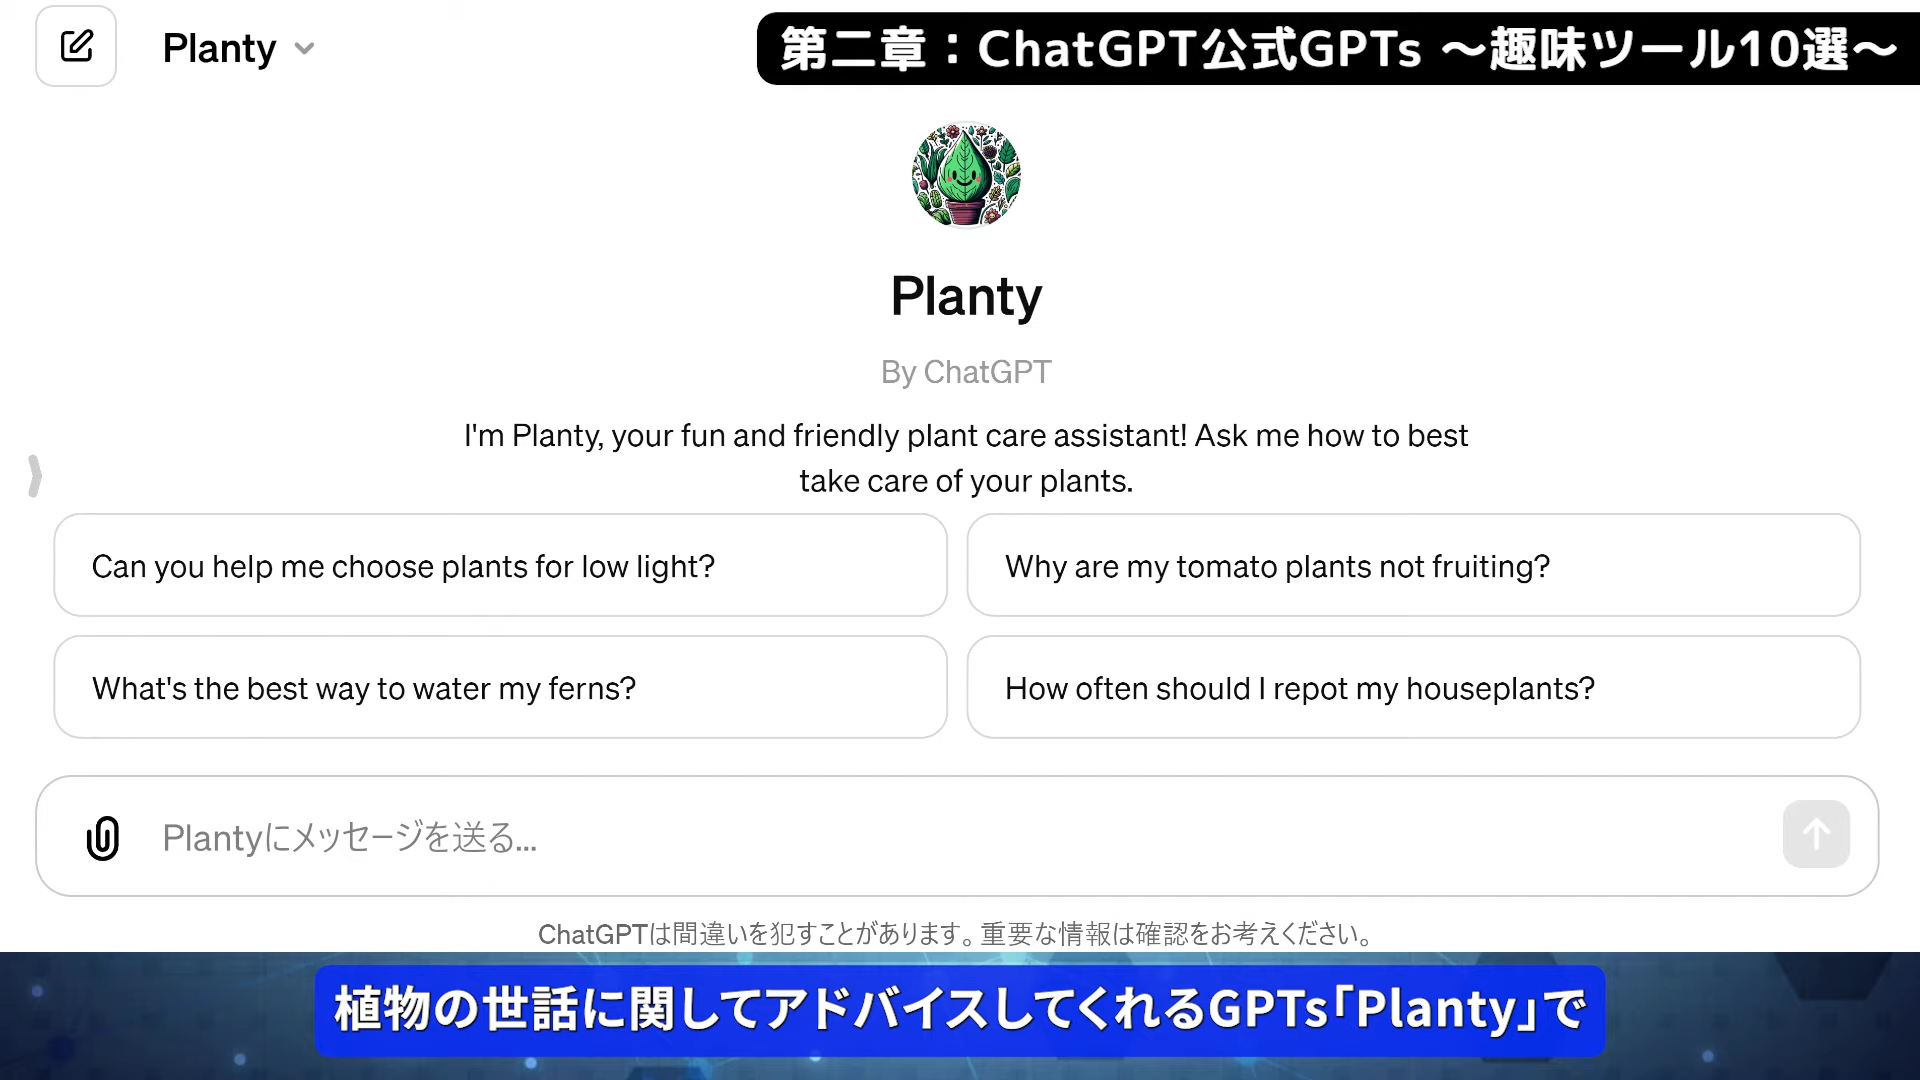 Planty
第二章：ChatGPT公式GPTs ～趣味ツール10選～
Planty
By ChatGPT
I'm Planty, your fun and friendly plant care assistant! Ask me how to best
take care of your plants.
Can you help me choose plants for low light?
Why are my tomato plants not fruiting?
What's the best way to water my ferns?
How often should I repot my houseplants?
Plantyにメッセージを送る...
ChatGPTは間違いを犯すことがあります。重要な情報は確認をお考えください。
植物の世話に関してアドバイスしてくれるGPTs「Planty」で